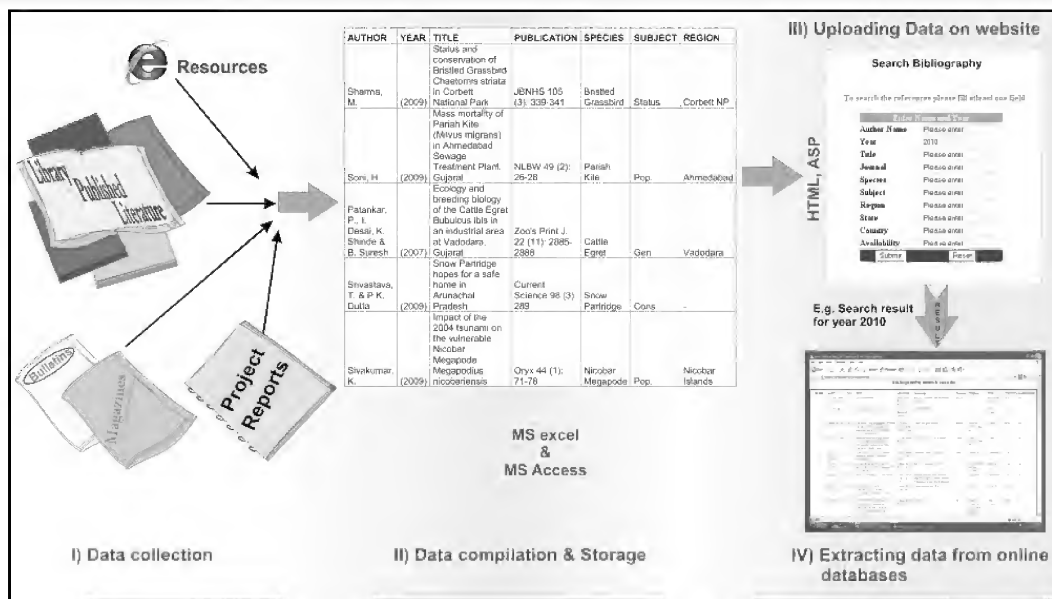 Resources
Library
Published
Literature
Bulletins
Magazines
Project
Reports
I) Data collection
AUTHOR YEAR TITLE PUBLICATION SPECIES SUBJECT REGION
Status and
conservation of
Bristled Grassbird
Chaetornis striata
Sharma, in Corbett JBNHS 106 Bristled
M. (2009) National Park (3): 339-341 Grassbird Status Corbett NP
Mass mortality of
Pariah Kite
(Milvus migrans)
in Ahmedabad
Sewage
Treatment Plant, NLBW 49 (2): Pariah
Soni, H (2009) Gujarat 26-28 Kite Pop. Ahmedabad
Ecology and
breeding biology
Patankar, of the Cattle Egret
P., I. Bubulcus ibis in
Desai, K. an industrial area Zoo's Print J.
Shinde & at Vadodara, 22 (11): 2885- Cattle
B. Suresh (2007) Gujarat 2886 Egret Gen Vadodara
Snow Partridge
hopes for a safe
Srivastava, home in Current
T. & P.K. Arunachal Science 98 (3) Snow
Dutta (2009) Pradesh 289 Partridge Cons -
Impact of the
2004 tsunami on
the vulnerable
Nicobar
Megapode
Sivakumar, Megapodius Oryx 44 (1): Nicobar Nicobar
K. (2009) nicobariensis 71-78 Megapode Pop. Islands
MS excel
&
MS Access
II) Data compilation & Storage
III) Uploading Data on website
HTML, ASP
Search Bibliography
To search the references please fill atleast one field
Enter Name and Year
Author Name Please enter
Year 2010
Title Please enter
Journal Please enter
Species Please enter
Subject Please enter
Region Please enter
State Please enter
Country Please enter
Availability Please enter
Submit Reset
E.g. Search result
for year 2010
RESULT
IV) Extracting data from online
databases